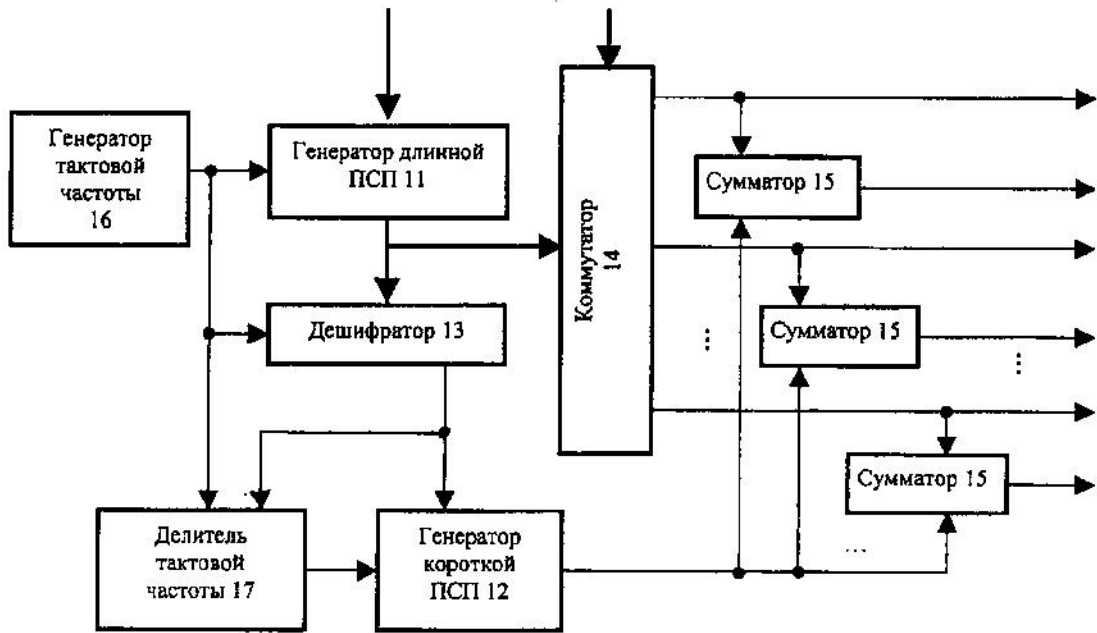 Генератор
тактовой
частоты
16
Генератор длинной
ПСП 11
Коммутатор
14
Сумматор 15
Дешифратор 13
Сумматор 15
Сумматор 15
Делитель
тактовой
частоты 17
Генератор
короткой
ПСП 12